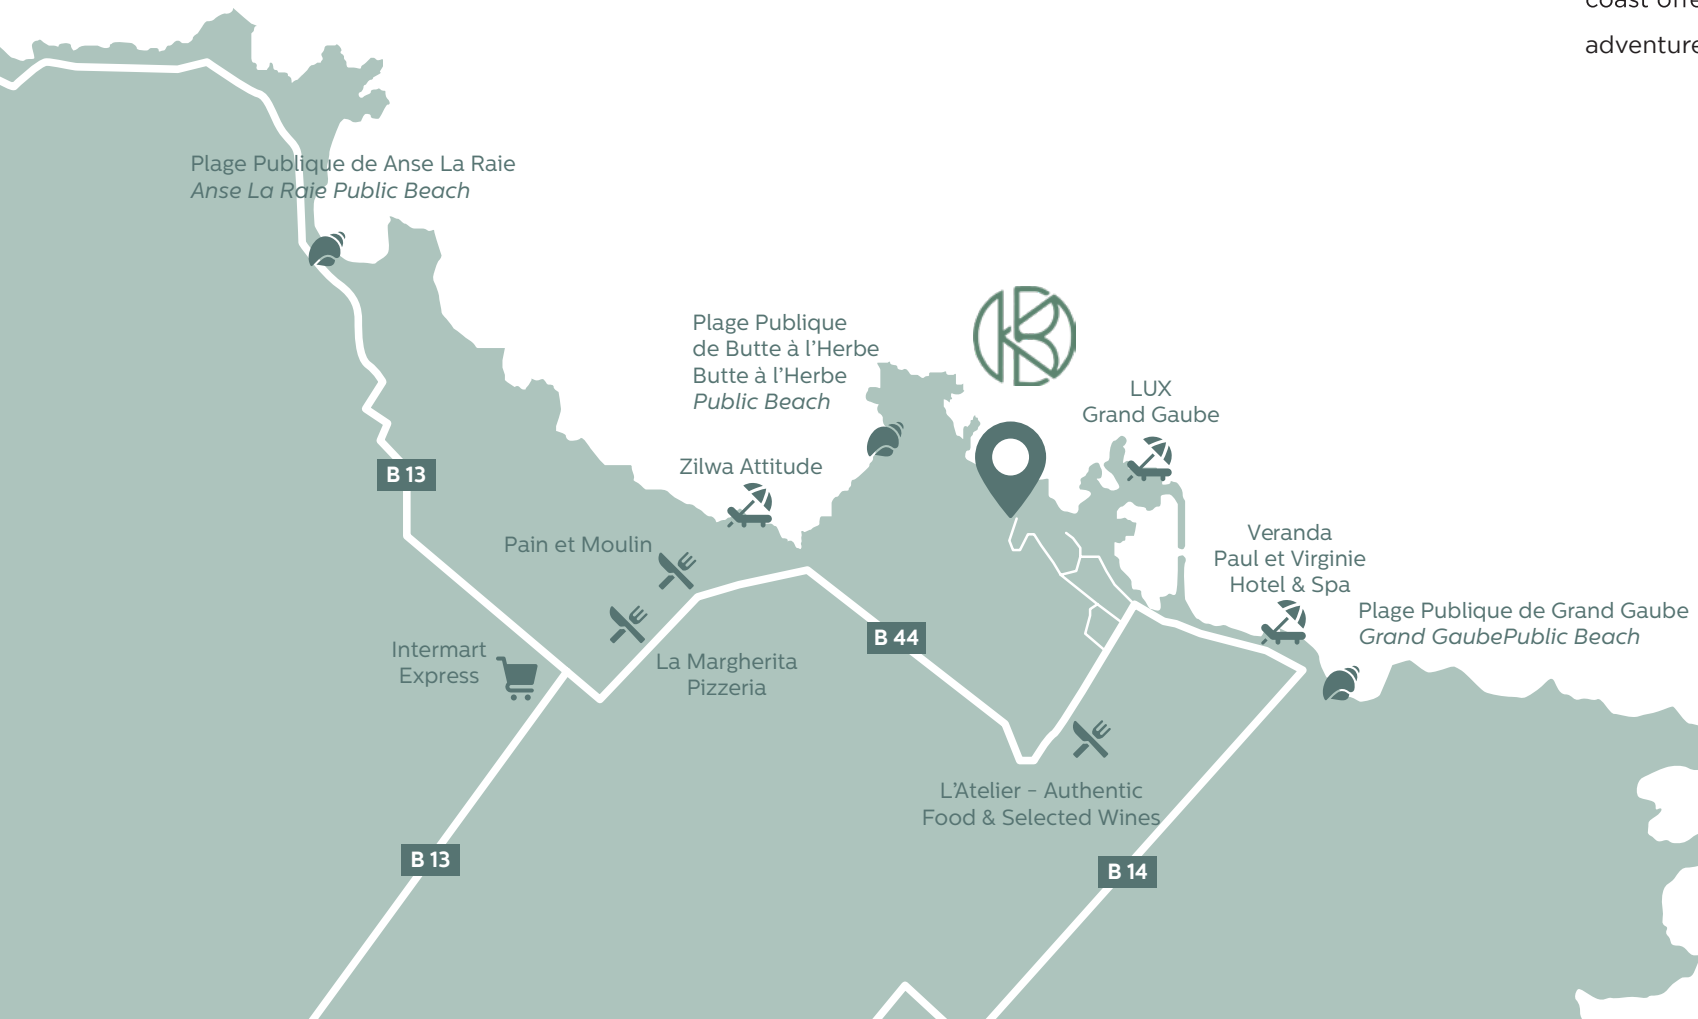 coast offe
adventure
Plage Publique de Anse La Raie
Anse La Raie Public Beach
Plage Publique
de Butte à l’Herbe
Butte à l’Herbe
Public Beach
LUX
Grand Gaube
Zilwa Attitude
B 13
Pain et Moulin
Veranda
Paul et Virginie
Hotel & Spa
Plage Publique de Grand Gaube
Grand GaubePublic Beach
B 44
Intermart
Express
La Margherita
Pizzeria
L’Atelier - Authentic
Food & Selected Wines
B 13
B 14